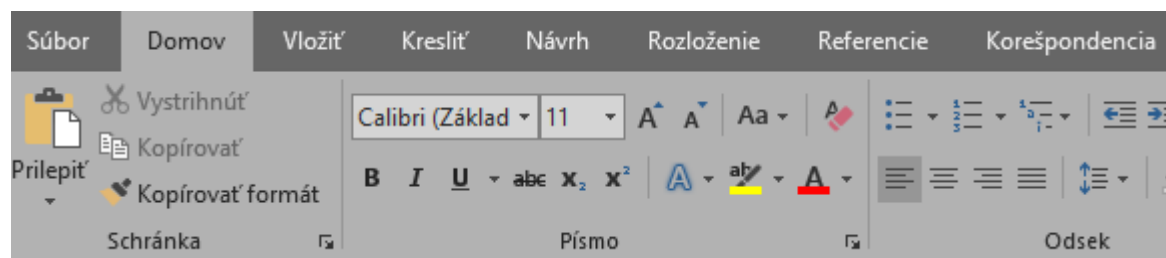 Súbor Domov Vložiť Kresliť Návrh Rozloženie Referencie Korešpondencia
Vystrihnúť
Kopírovať
Kopírovať formát
Prilepiť
Calibri (Základ 11
A A Aa A
B I U abc x₂ x² A ab A
Schránka Písmo Odsek